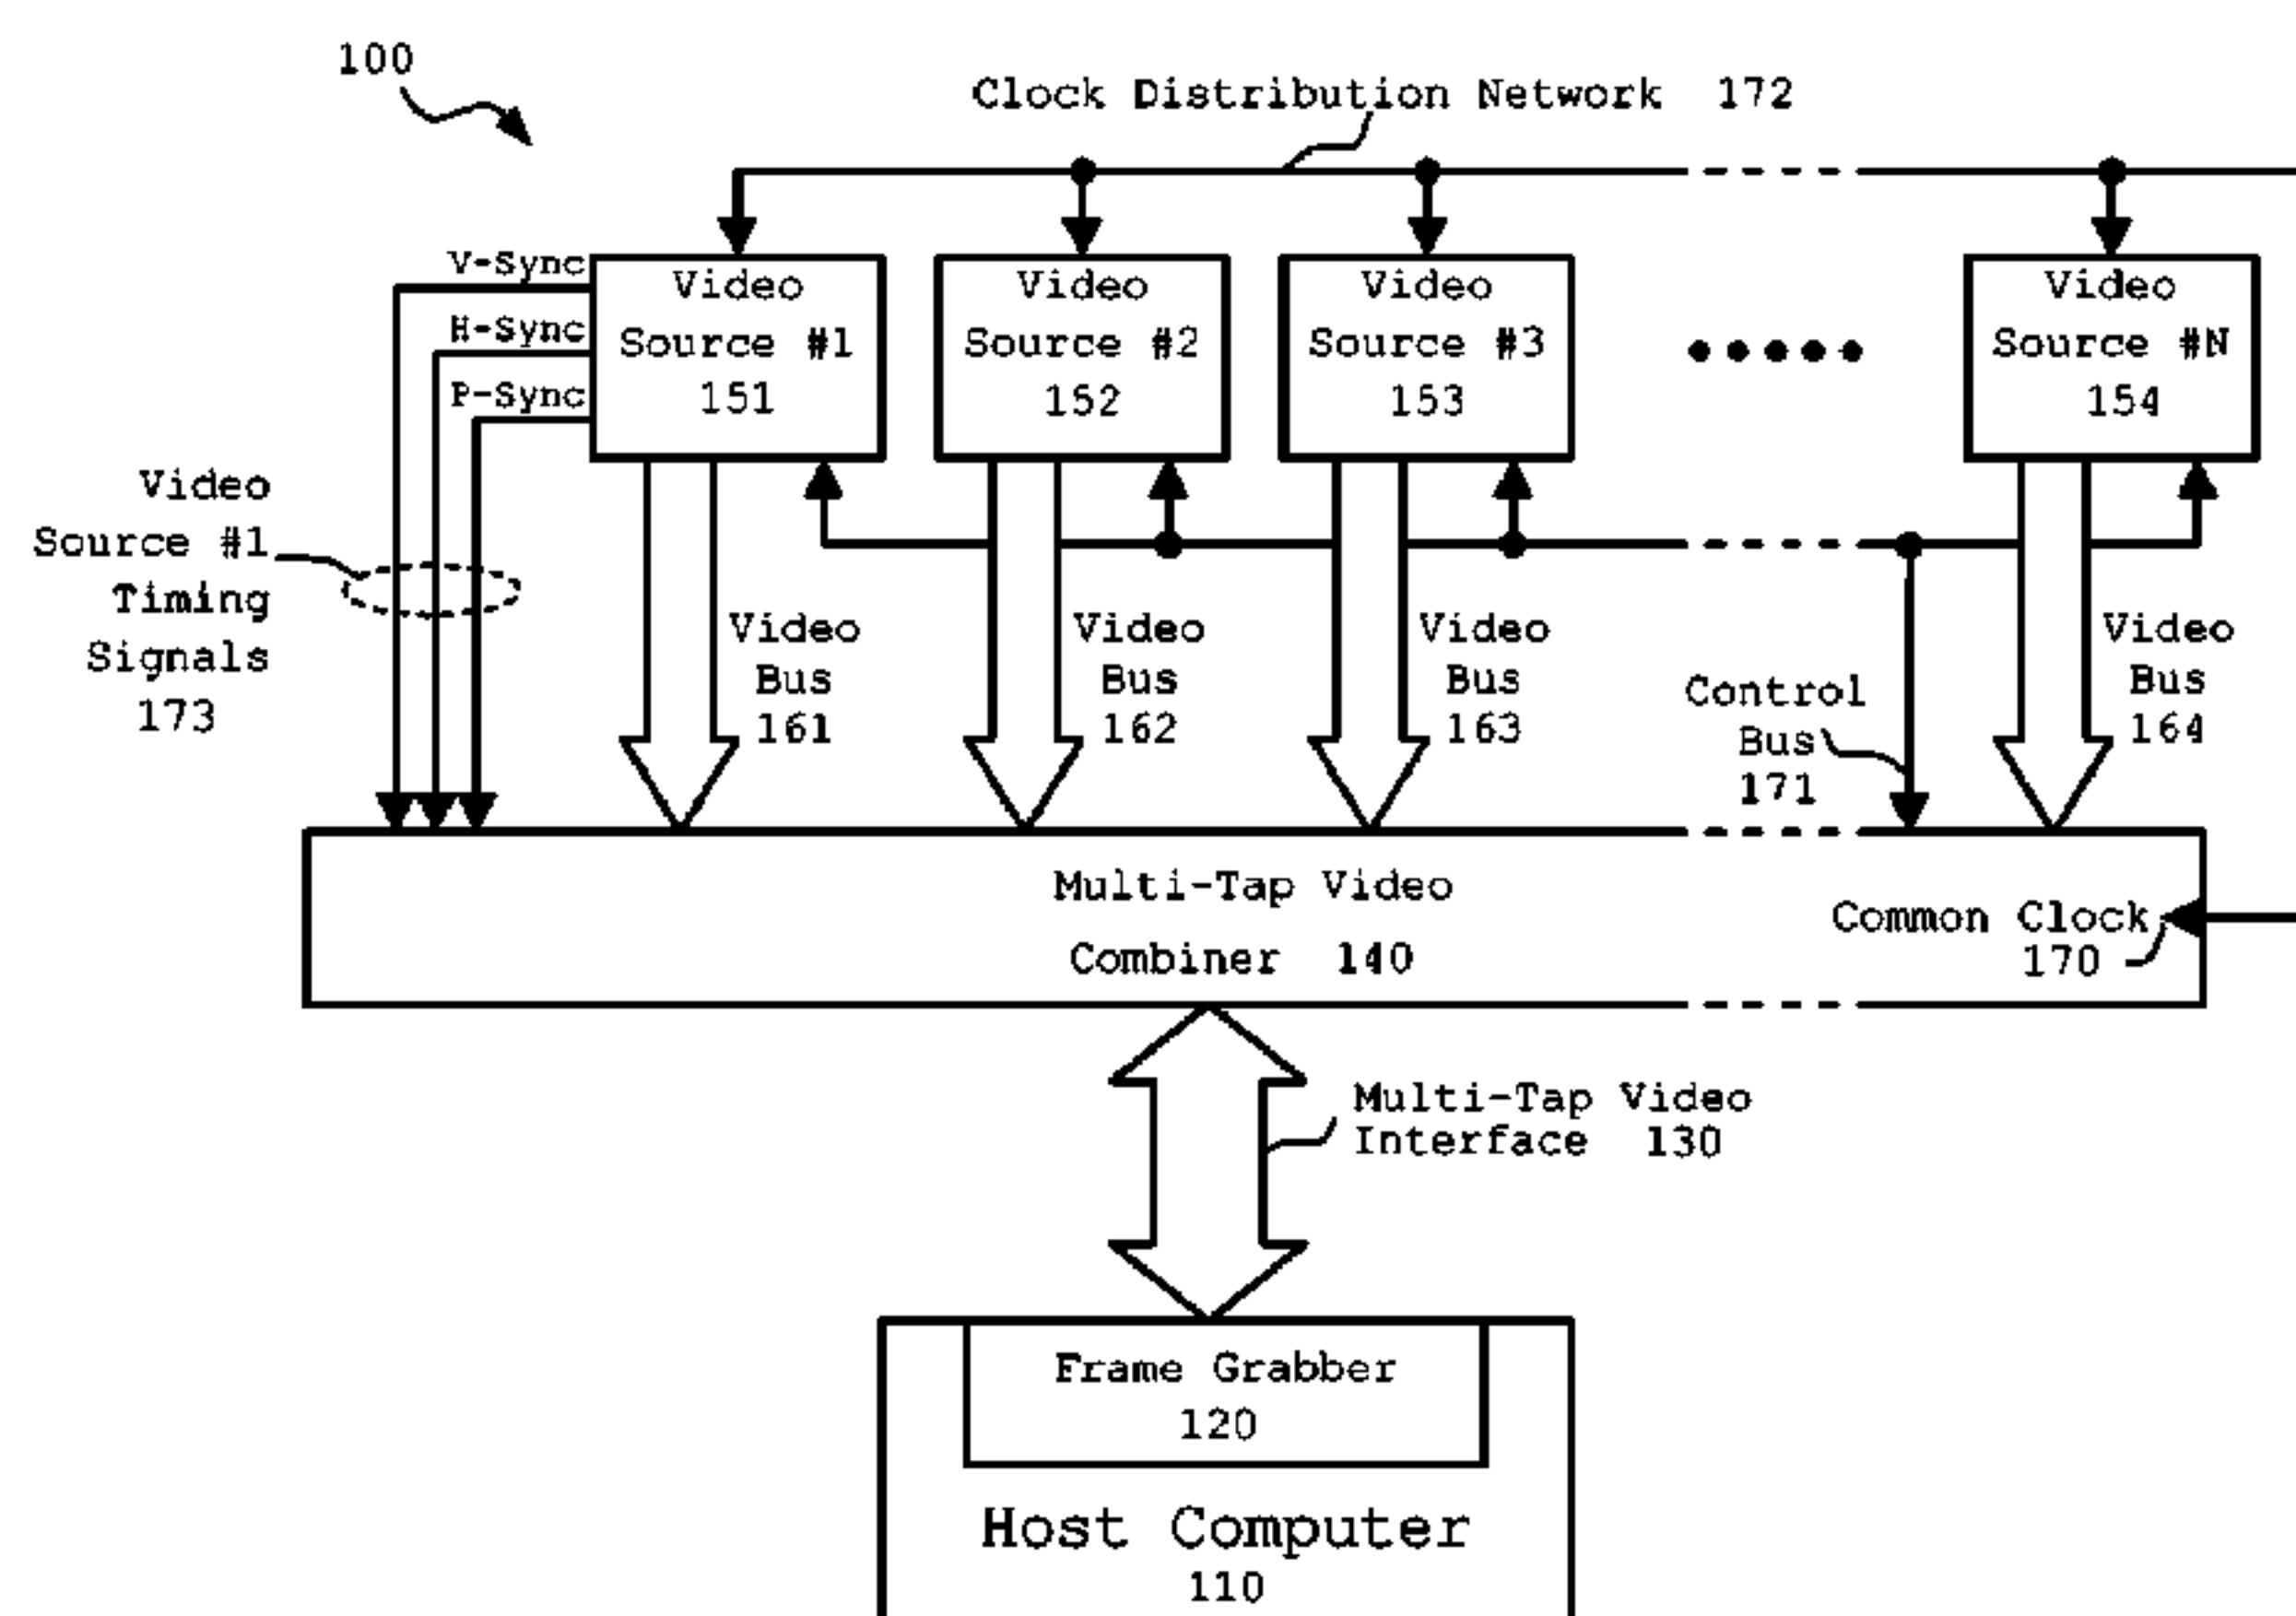 100
Clock Distribution Network 172
V-Sync
H-Sync
P-Sync
Video
Source #1
151
Video
Source #2
152
Video
Source #3
153
Video
Source #N
154
Video
Source #1
Timing
Signals
173
Video
Bus
161
Video
Bus
162
Video
Bus
163
Control
Bus
171
Video
Bus
164
Multi-Tap Video
Combiner 140
Common Clock
170
Multi-Tap Video
Interface 130
Frame Grabber
120
Host Computer
110